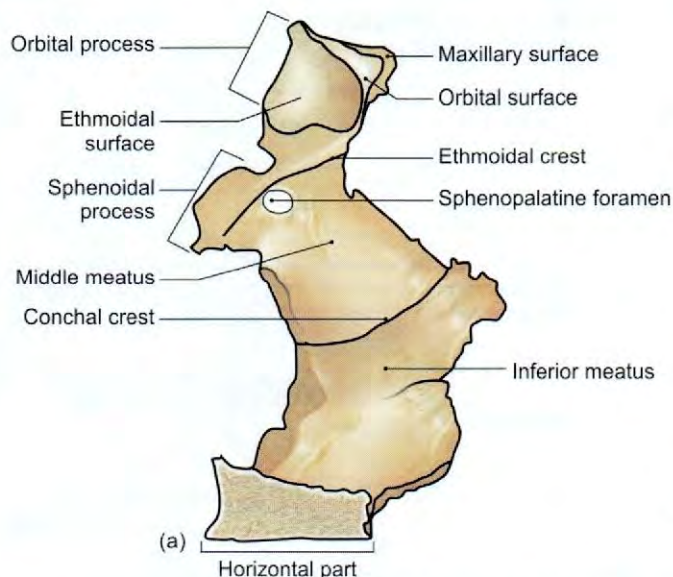 Orbital process
Maxillary surface
Orbital surface
Ethmoidal
surface
Ethmoidal crest
Sphenoidal
process
Sphenopalatine foramen
Middle meatus
Conchal crest
Inferior meatus
(a)
Horizontal part